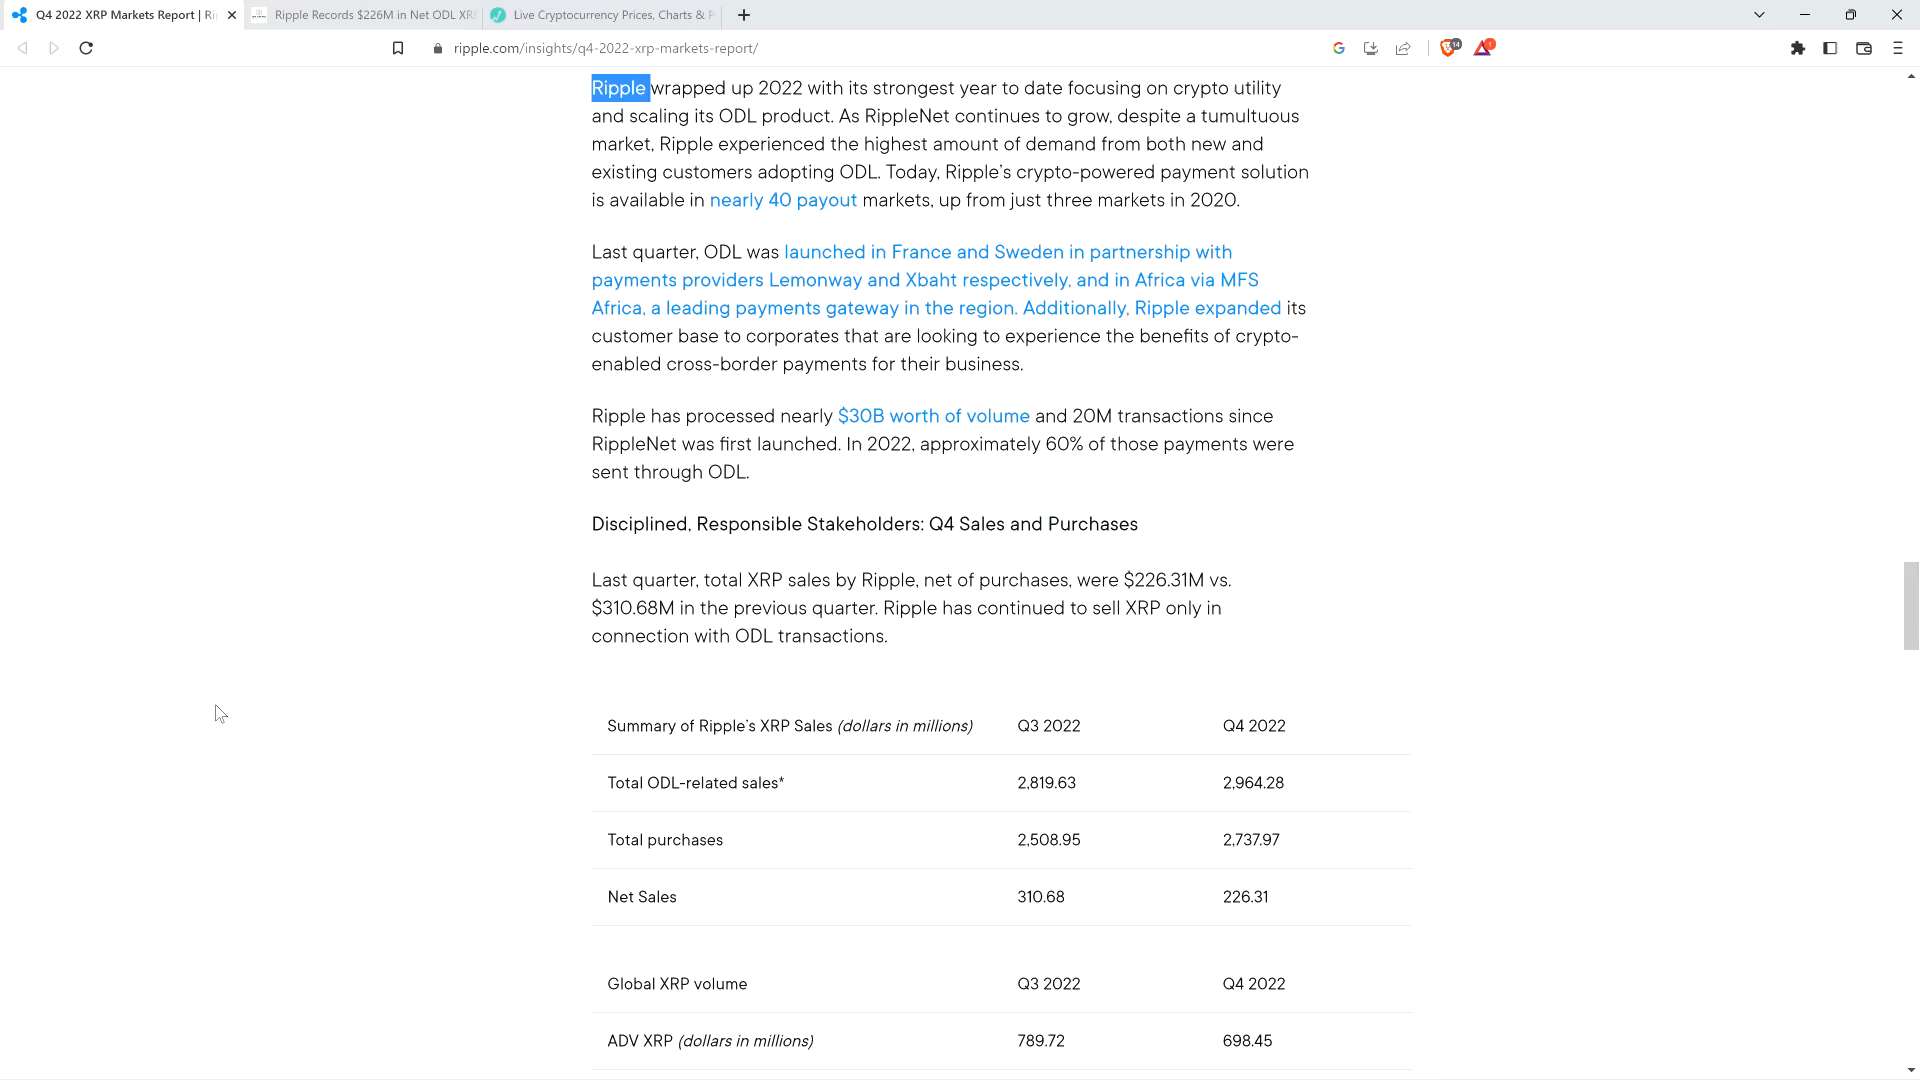 Q4 2022 XRP Markets Report | Ri
Ripple Records $226M in Net ODL XR
Live Cryptocurrency Prices, Charts & P
ripple.com/insights/q4-2022-xrp-markets-report/
Ripple wrapped up 2022 with its strongest year to date focusing on crypto utility
and scaling its ODL product. As RippleNet continues to grow, despite a tumultuous
market, Ripple experienced the highest amount of demand from both new and
existing customers adopting ODL. Today, Ripple's crypto-powered payment solution
is available in nearly 40 payout markets, up from just three markets in 2020.
Last quarter, ODL was launched in France and Sweden in partnership with
payments providers Lemonway and Xbaht respectively, and in Africa via MFS
Africa, a leading payments gateway in the region. Additionally, Ripple expanded its
customer base to corporates that are looking to experience the benefits of crypto-
enabled cross-border payments for their business.
Ripple has processed nearly $30B worth of volume and 20M transactions since
RippleNet was first launched. In 2022, approximately 60% of those payments were
sent through ODL.
Disciplined, Responsible Stakeholders: Q4 Sales and Purchases
Last quarter, total XRP sales by Ripple, net of purchases, were $226.31M vs.
$310.68M in the previous quarter. Ripple has continued to sell XRP only in
connection with ODL transactions.
Summary of Ripple's XRP Sales (dollars in millions) Q3 2022 Q4 2022
Total ODL-related sales* 2,819.63 2,964.28
Total purchases 2,508.95 2,737.97
Net Sales 310.68 226.31
Global XRP volume Q3 2022 Q4 2022
ADV XRP (dollars in millions) 789.72 698.45